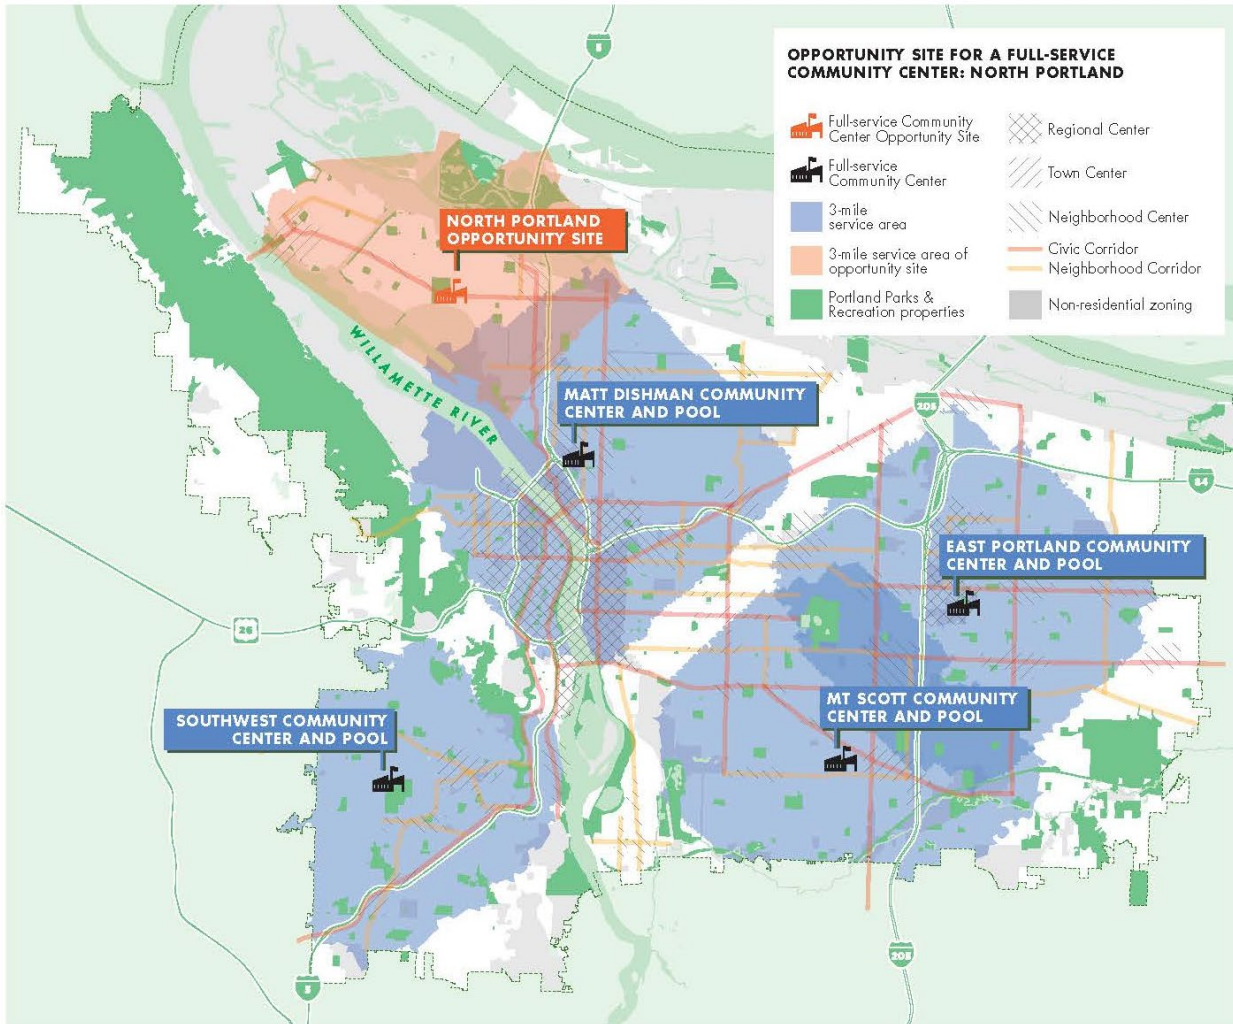 OPPORTUNITY SITE FOR A FULL-SERVICE
COMMUNITY CENTER: NORTH PORTLAND
Full-service Community
Center Opportunity Site
Full-service
Community Center
3-mile
service area
3-mile service area of
opportunity site
Portland Parks &
Recreation properties
Regional Center
Town Center
Neighborhood Center
Civic Corridor
Neighborhood Corridor
Non-residential zoning
5
NORTH PORTLAND
OPPORTUNITY SITE
WILLAMETTE RIVER
MATT DISHMAN COMMUNITY
CENTER AND POOL
205
84
EAST PORTLAND COMMUNITY
CENTER AND POOL
26
MT SCOTT COMMUNITY
CENTER AND POOL
SOUTHWEST COMMUNITY
CENTER AND POOL
205
5